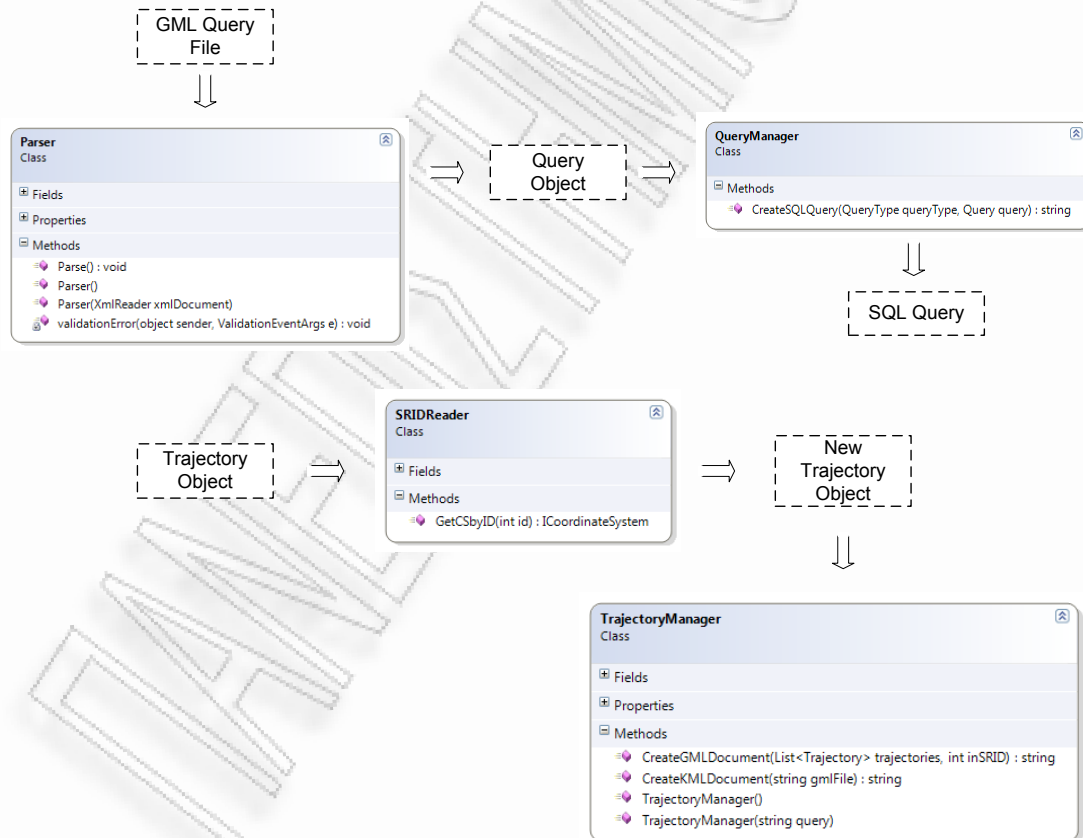 GML Query
File
Parser
Class
Fields
Properties
Methods
Parse() : void
Parser()
Parser(XmlReader xmlDocument)
validationError(object sender, ValidationEventArgs e) : void
Query
Object
QueryManager
Class
Methods
CreateSQLQuery(QueryType queryType, Query query) : string
SQL Query
Trajectory
Object
SRIDReader
Class
Fields
Methods
GetCSbyID(int id) : ICoordinateSystem
New
Trajectory
Object
TrajectoryManager
Class
Fields
Properties
Methods
CreateGMLDocument(List<Trajectory> trajectories, int inSRID) : string
CreateKMLDocument(string gmlFile) : string
TrajectoryManager()
TrajectoryManager(string query)